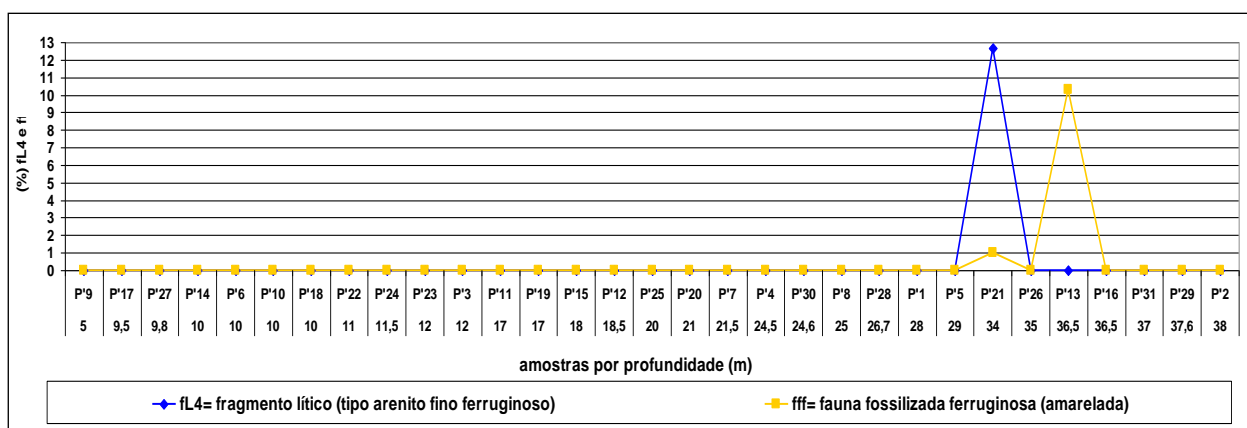 (%) fL4 e f
13
12
11
10
9
8
7
6
5
4
3
2
1
0
P'9 P'17 P'27 P'14 P'6 P'10 P'18 P'22 P'24 P'23 P'3 P'11 P'19 P'15 P'12 P'25 P'20 P'7 P'4 P'30 P'8 P'28 P'1 P'5 P'21 P'26 P'13 P'16 P'31 P'29 P'2
5 9,5 9,8 10 10 10 10 11 11,5 12 12 17 17 18 18,5 20 21 21,5 24,5 24,6 25 26,7 28 29 34 35 36,5 36,5 37 37,6 38
amostras por profundidade (m)
fL4= fragmento lítico (tipo arenito fino ferruginoso) fff= fauna fossilizada ferruginosa (amarelada)